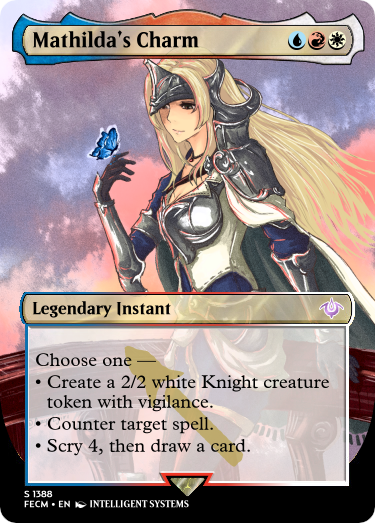 Mathilda's Charm
Legendary Instant
Choose one —
• Create a 2/2 white Knight creature
token with vigilance.
• Counter target spell.
• Scry 4, then draw a card.
S 1388
FECM • EN INTELLIGENT SYSTEMS